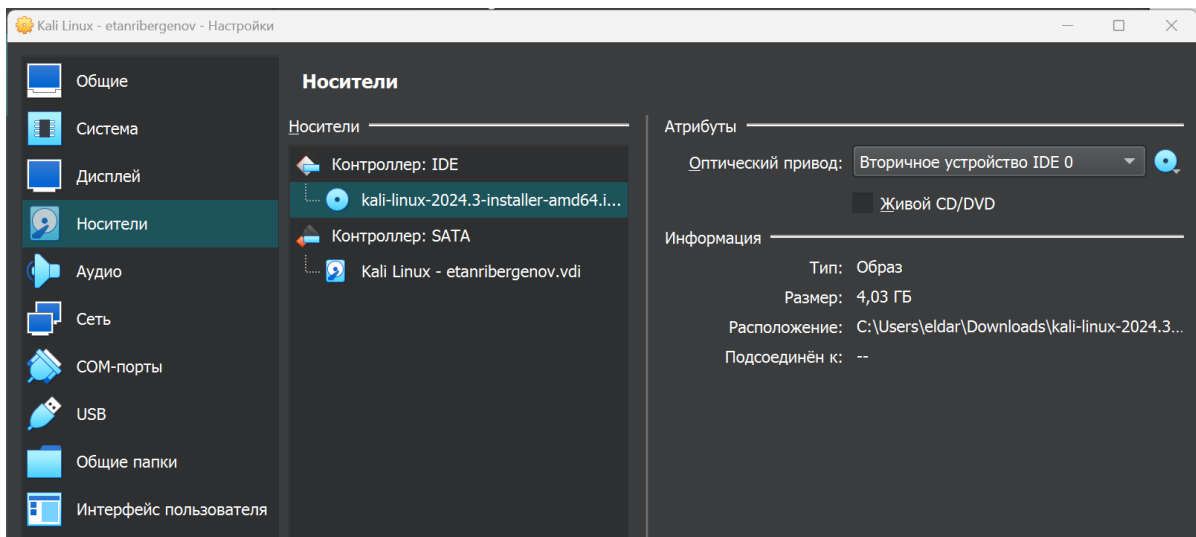 Kali Linux - etanribergenov - Настройки
Общие
Система
Дисплей
Носители
Аудио
Сеть
COM-порты
USB
Общие папки
Интерфейс пользователя
Носители
Носители
Контроллер: IDE
kali-linux-2024.3-installer-amd64.i...
Контроллер: SATA
Kali Linux - etanribergenov.vdi
Атрибуты
Оптический привод: Вторичное устройство IDE 0
Живой CD/DVD
Информация
Тип: Образ
Размер: 4,03 ГБ
Расположение: C:\Users\eldar\Downloads\kali-linux-2024.3...
Подсоединён к: --